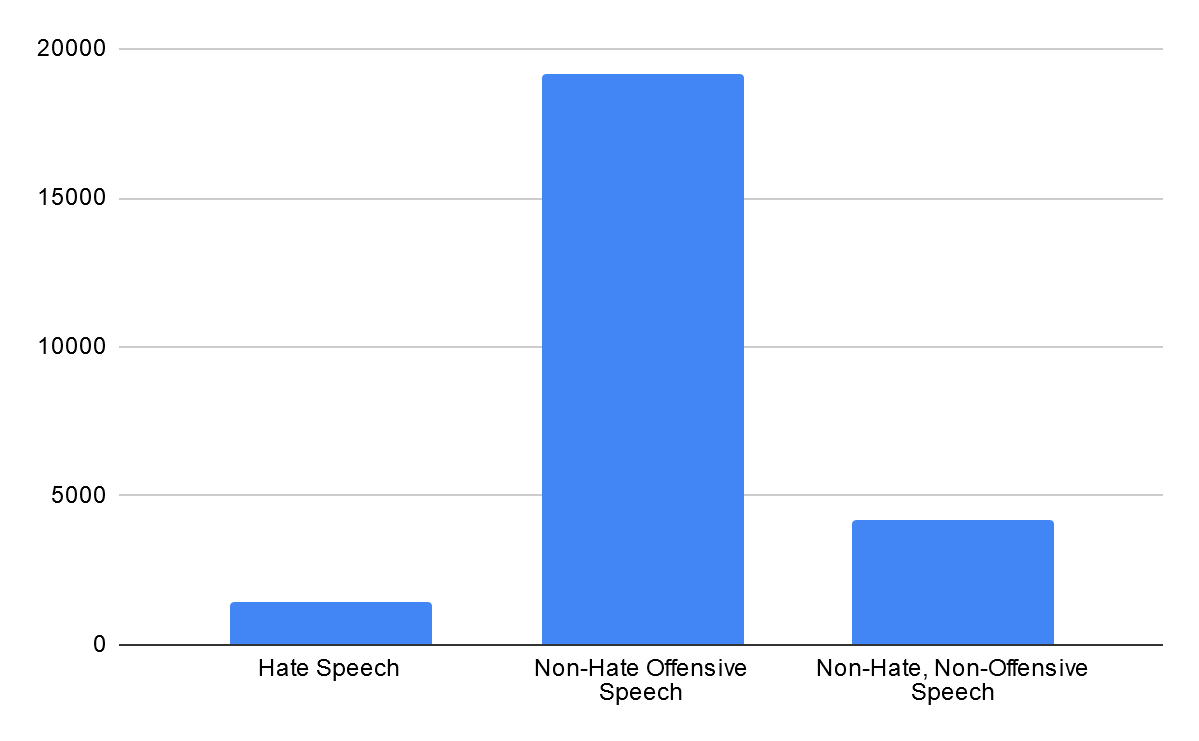 20000
15000
10000
5000
0
Hate Speech
Non-Hate Offensive
Speech
Non-Hate, Non-Offensive
Speech